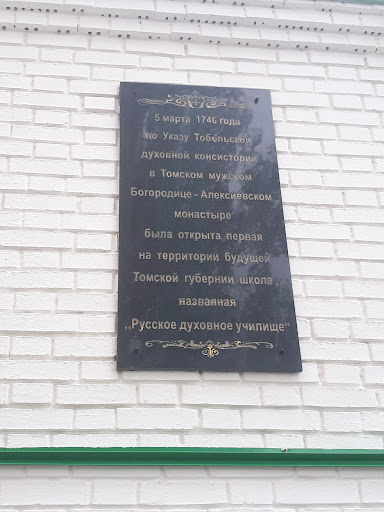 5 марта 1746 года
по Указу Тобольской
духовной консистории
в Томском мужском
Богородице-Алексиевском
монастыре
была открыта первая
на территории будущей
Томской губернии школа,
названная
„Русское духовное училище“